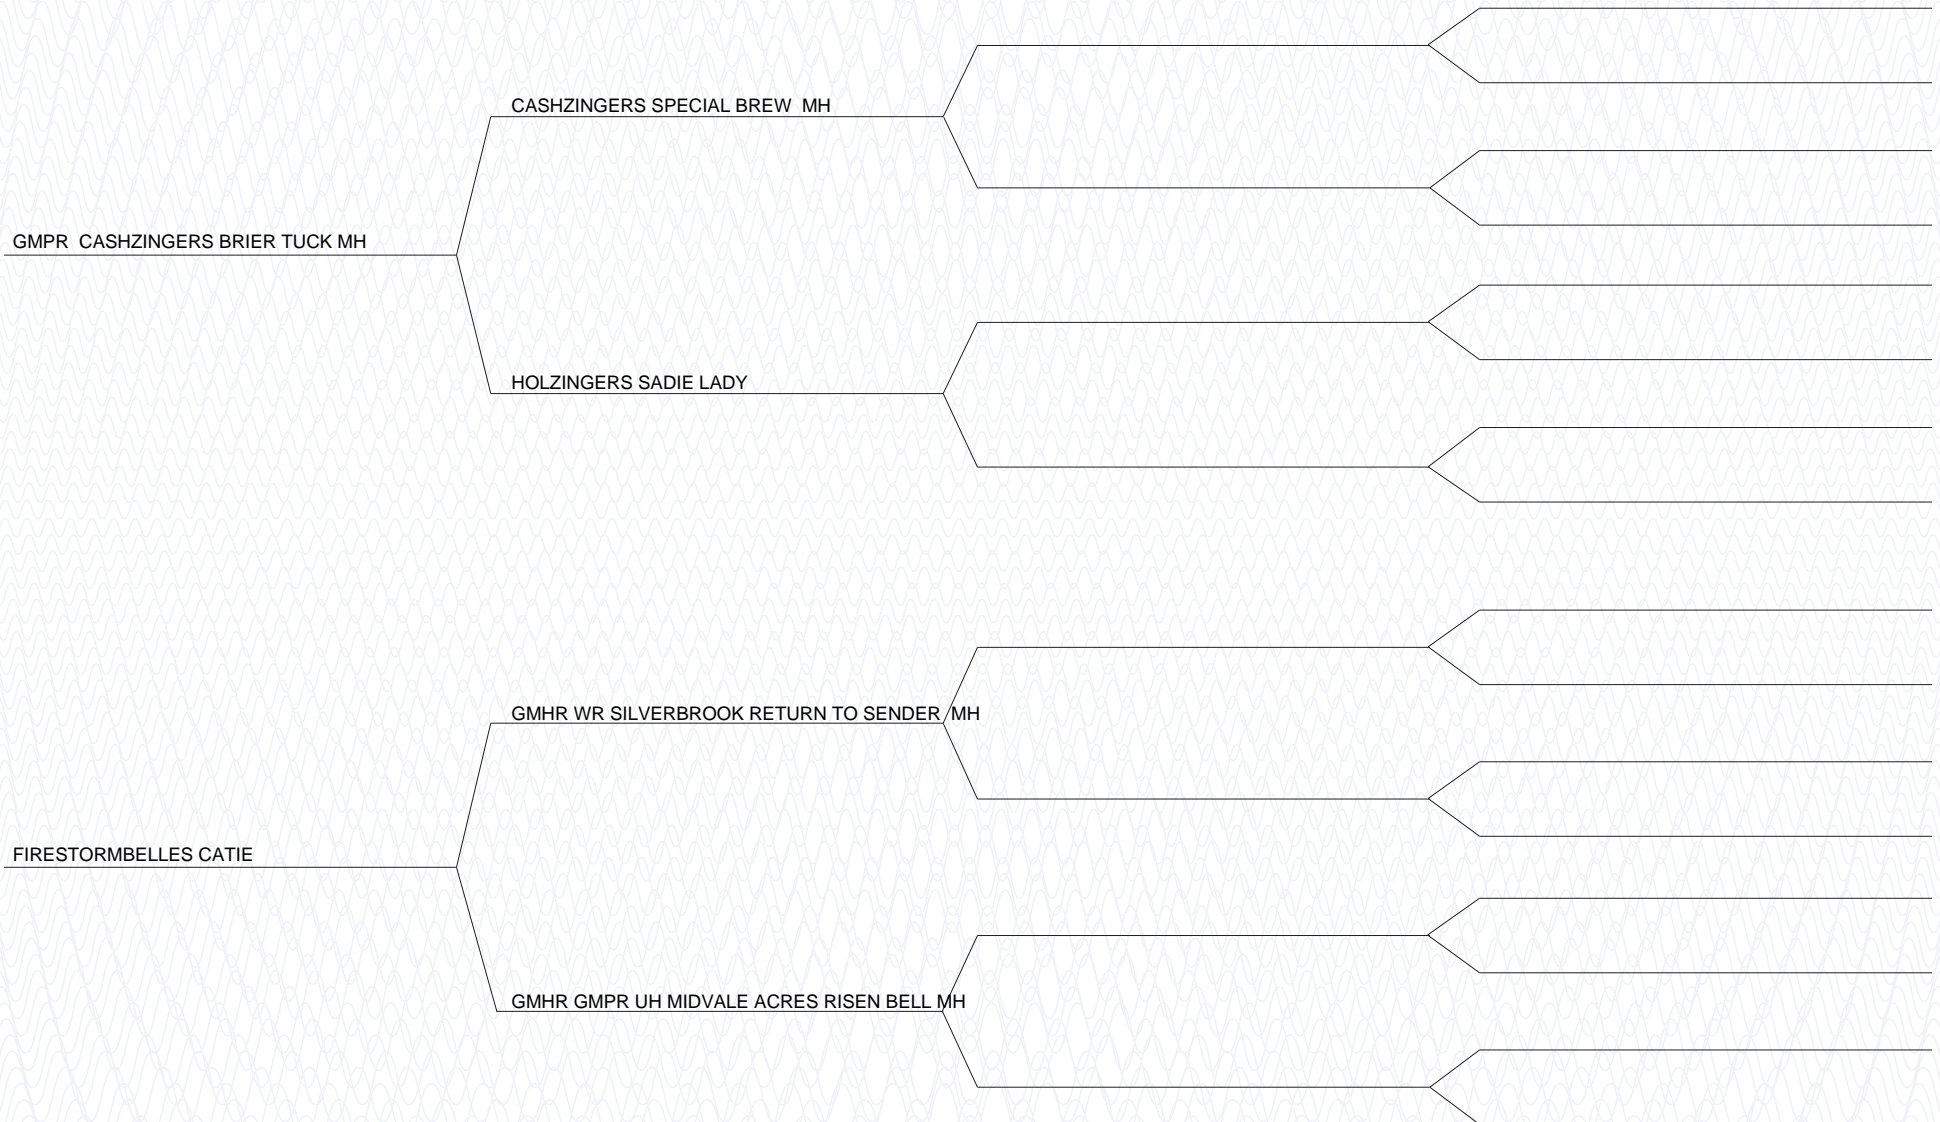 CASHZINGERS SPECIAL BREW  MH
GMPR  CASHZINGERS BRIER TUCK MH
HOLZINGERS SADIE LADY
GMHR WR SILVERBROOK RETURN TO SENDER  MH
FIRESTORMBELLES CATIE
GMHR GMPR UH MIDVALE ACRES RISEN BELL MH